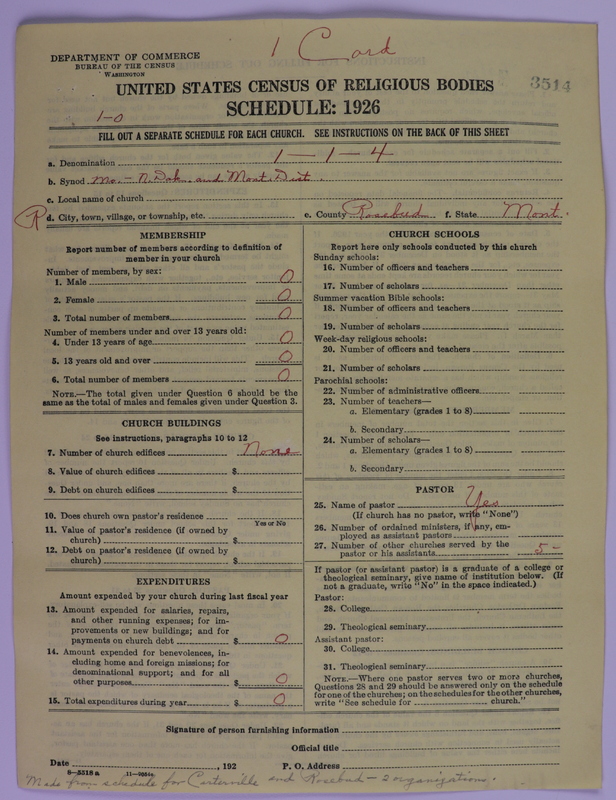 1 Card
DEPARTMENT OF COMMERCE
BUREAU OF THE CENSUS
WASHINGTON
UNITED STATES CENSUS OF RELIGIOUS BODIES
3514
SCHEDULE: 1926
1-0
FILL OUT A SEPARATE SCHEDULE FOR EACH CHURCH. SEE INSTRUCTIONS ON THE BACK OF THIS SHEET
a. Denomination 1-1-4
b. Synod Mo. - N. Dak. and Mont. Dist.
c. Local name of church
R d. City, town, village, or township, etc. e. County Rosebud f. State Mont.
MEMBERSHIP
Report number of members according to definition of
member in your church
Number of members, by sex:
1. Male 0
2. Female 0
3. Total number of members 0
Number of members under and over 13 years old:
4. Under 13 years of age 0
5. 13 years old and over 0
6. Total number of members 0
NOTE.—The total given under Question 6 should be the
same as the total of males and females given under Question 3.
CHURCH BUILDINGS
See instructions, paragraphs 10 to 12
7. Number of church edifices None
8. Value of church edifices $
9. Debt on church edifices $
10. Does church own pastor's residence
Yes or No
11. Value of pastor's residence (if owned by
church) $
12. Debt on pastor's residence (if owned by
church) $
EXPENDITURES
Amount expended by your church during last fiscal year
13. Amount expended for salaries, repairs,
and other running expenses; for im-
provements or new buildings; and for
payments on church debt $ 0
14. Amount expended for benevolences, in-
cluding home and foreign missions; for
denominational support; and for all
other purposes $ 0
15. Total expenditures during year $ 0
CHURCH SCHOOLS
Report here only schools conducted by this church
Sunday schools:
16. Number of officers and teachers
17. Number of scholars
Summer vacation Bible schools:
18. Number of officers and teachers
19. Number of scholars
Week-day religious schools:
20. Number of officers and teachers
21. Number of scholars
Parochial schools:
22. Number of administrative officers
23. Number of teachers—
a. Elementary (grades 1 to 8)
b. Secondary
24. Number of scholars—
a. Elementary (grades 1 to 8)
b. Secondary
PASTOR
25. Name of pastor Yes
(If church has no pastor, write "None")
26. Number of ordained ministers, if any, em-
ployed as assistant pastors
27. Number of other churches served by the
pastor or his assistants 5-
If pastor (or assistant pastor) is a graduate of a college or
theological seminary, give name of institution below. (If
not a graduate, write "No" in the space indicated.)
Pastor:
28. College
29. Theological seminary
Assistant pastor:
30. College
31. Theological seminary
NOTE.—Where one pastor serves two or more churches,
Questions 28 and 29 should be answered only on the schedule
for one of the churches; on the schedules for the other churches,
write "See schedule for church."
Signature of person furnishing information
Official title
Date , 192 P. O. Address
8-5518 a 11-9554a
Made from schedule for Carterville and Rosebud - 2 organizations.